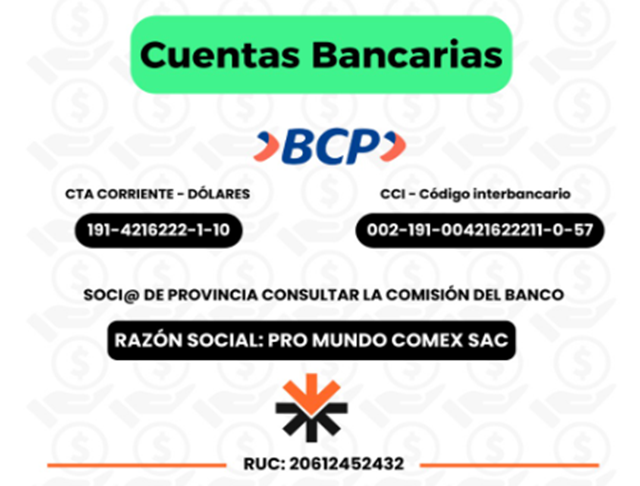 Cuentas Bancarias
BCP
CTA CORRIENTE - DÓLARES
191-4216222-1-10
CCI - Código interbancario
002-191-00421622211-0-57
SOCI@ DE PROVINCIA CONSULTAR LA COMISIÓN DEL BANCO
RAZÓN SOCIAL: PRO MUNDO COMEX SAC
RUC: 20612452432